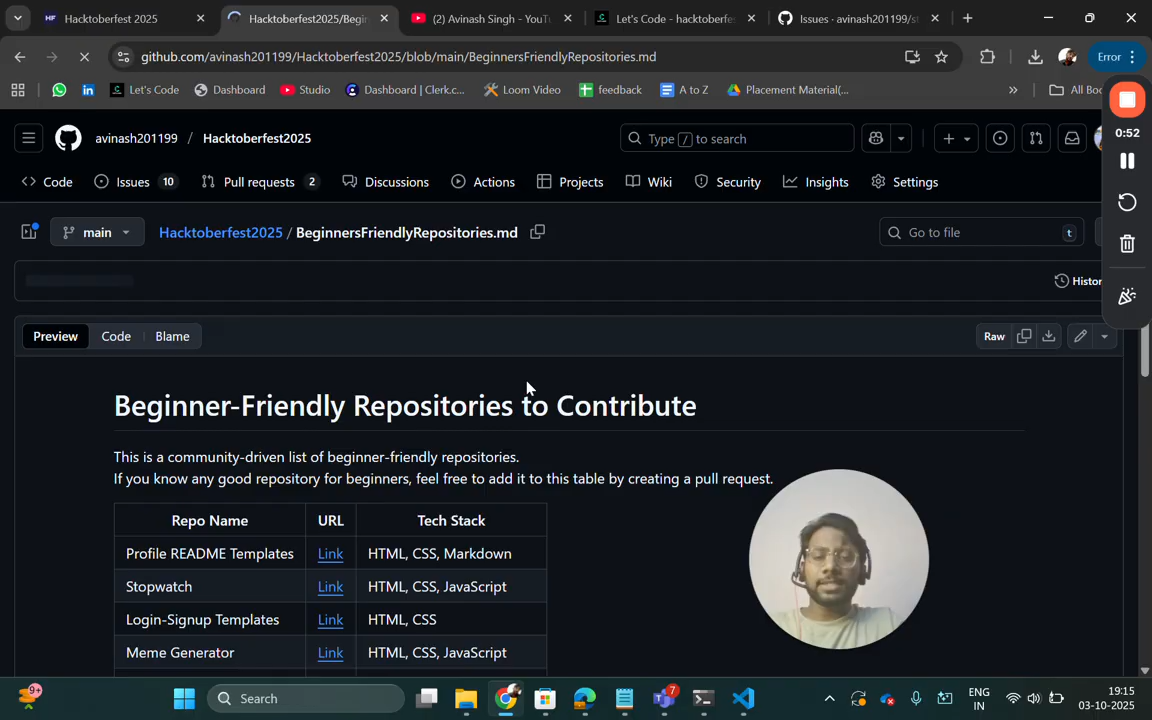 Hacktoberfest 2025
Hacktoberfest2025/Begin
(2) Avinash Singh - YouTu
Let's Code - hacktoberfes
Issues · avinash201199/st
github.com/avinash201199/Hacktoberfest2025/blob/main/BeginnersFriendlyRepositories.md
Error
Let's Code
Dashboard
Studio
Dashboard | Clerk.c...
Loom Video
feedback
A to Z
Placement Material(...
»
All Boo
0:52
avinash201199 / Hacktoberfest2025
Type / to search
Code
Issues 10
Pull requests 2
Discussions
Actions
Projects
Wiki
Security
Insights
Settings
main
Hacktoberfest2025 / BeginnersFriendlyRepositories.md
Go to file
t
Histor
Preview
Code
Blame
Raw
Beginner-Friendly Repositories to Contribute
This is a community-driven list of beginner-friendly repositories.
If you know any good repository for beginners, feel free to add it to this table by creating a pull request.
Repo Name URL Tech Stack
Profile README Templates Link HTML, CSS, Markdown
Stopwatch Link HTML, CSS, JavaScript
Login-Signup Templates Link HTML, CSS
Meme Generator Link HTML, CSS, JavaScript
9+
Search
7
ENG
IN
19:15
03-10-2025